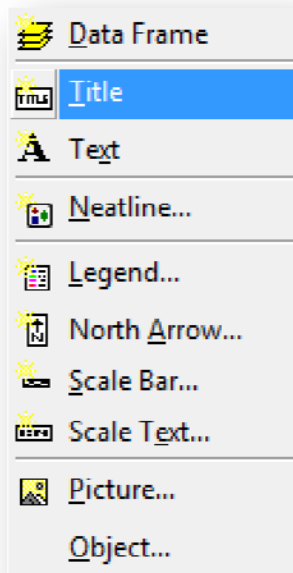 Data Frame
Title
Text
Neatline...
Legend...
North Arrow...
Scale Bar...
Scale Text...
Picture...
Object...